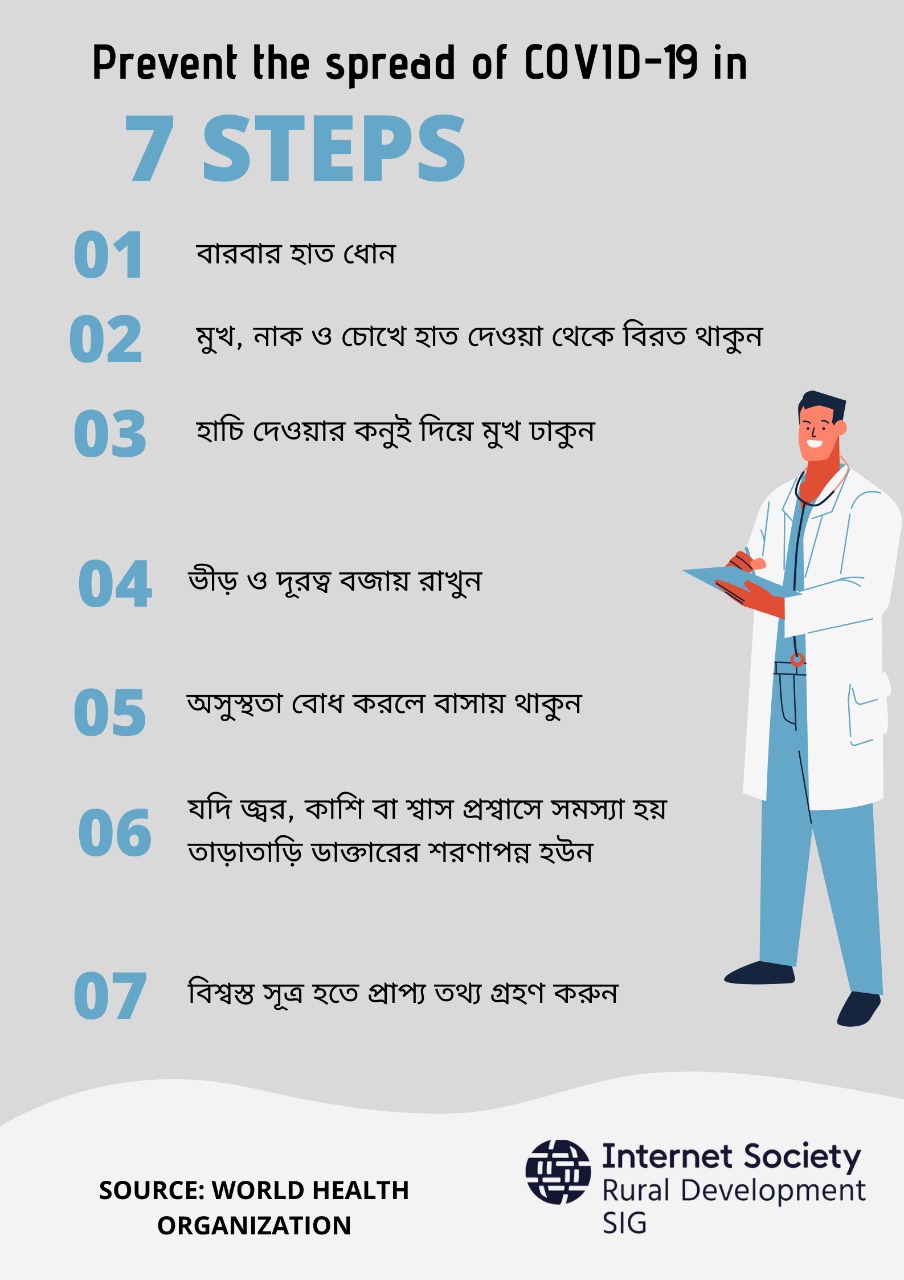 Prevent the spread of COVID-19 in
7 STEPS
01 বারবার হাত ধোন
02 মুখ, নাক ও চোখে হাত দেওয়া থেকে বিরত থাকুন
03 হাচি দেওয়ার কনুই দিয়ে মুখ ঢাকুন
04 ভীড় ও দূরত্ব বজায় রাখুন
05 অসুস্থতা বোধ করলে বাসায় থাকুন
06 যদি জ্বর, কাশি বা শ্বাস প্রশ্বাসে সমস্যা হয়
তাড়াতাড়ি ডাক্তারের শরণাপন্ন হউন
07 বিশ্বস্ত সূত্র হতে প্রাপ্য তথ্য গ্রহণ করুন
SOURCE: WORLD HEALTH
ORGANIZATION
Internet Society
Rural Development
SIG